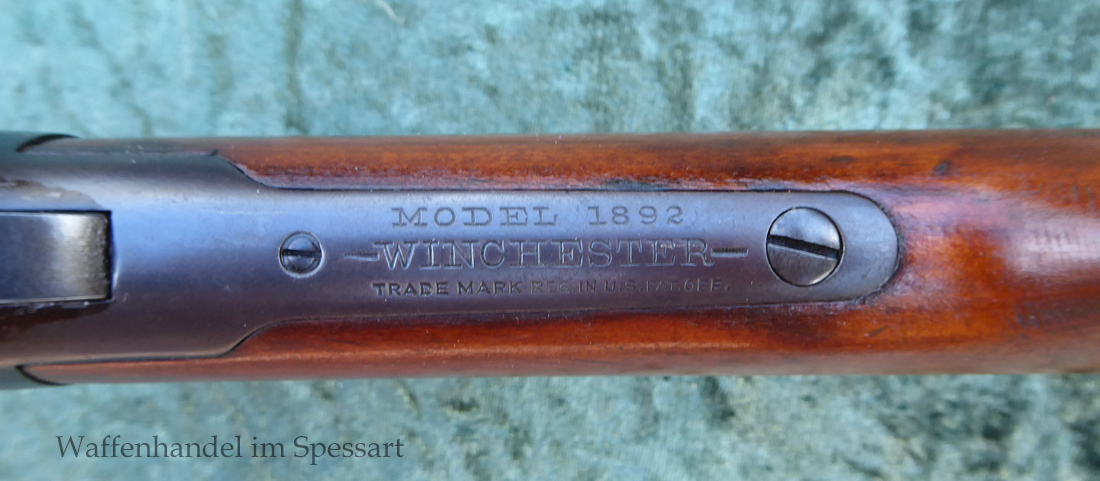 MODEL 1892
—WINCHESTER—
TRADE MARK REG. IN U.S. PAT. OFF.
Waffenhandel im Spessart